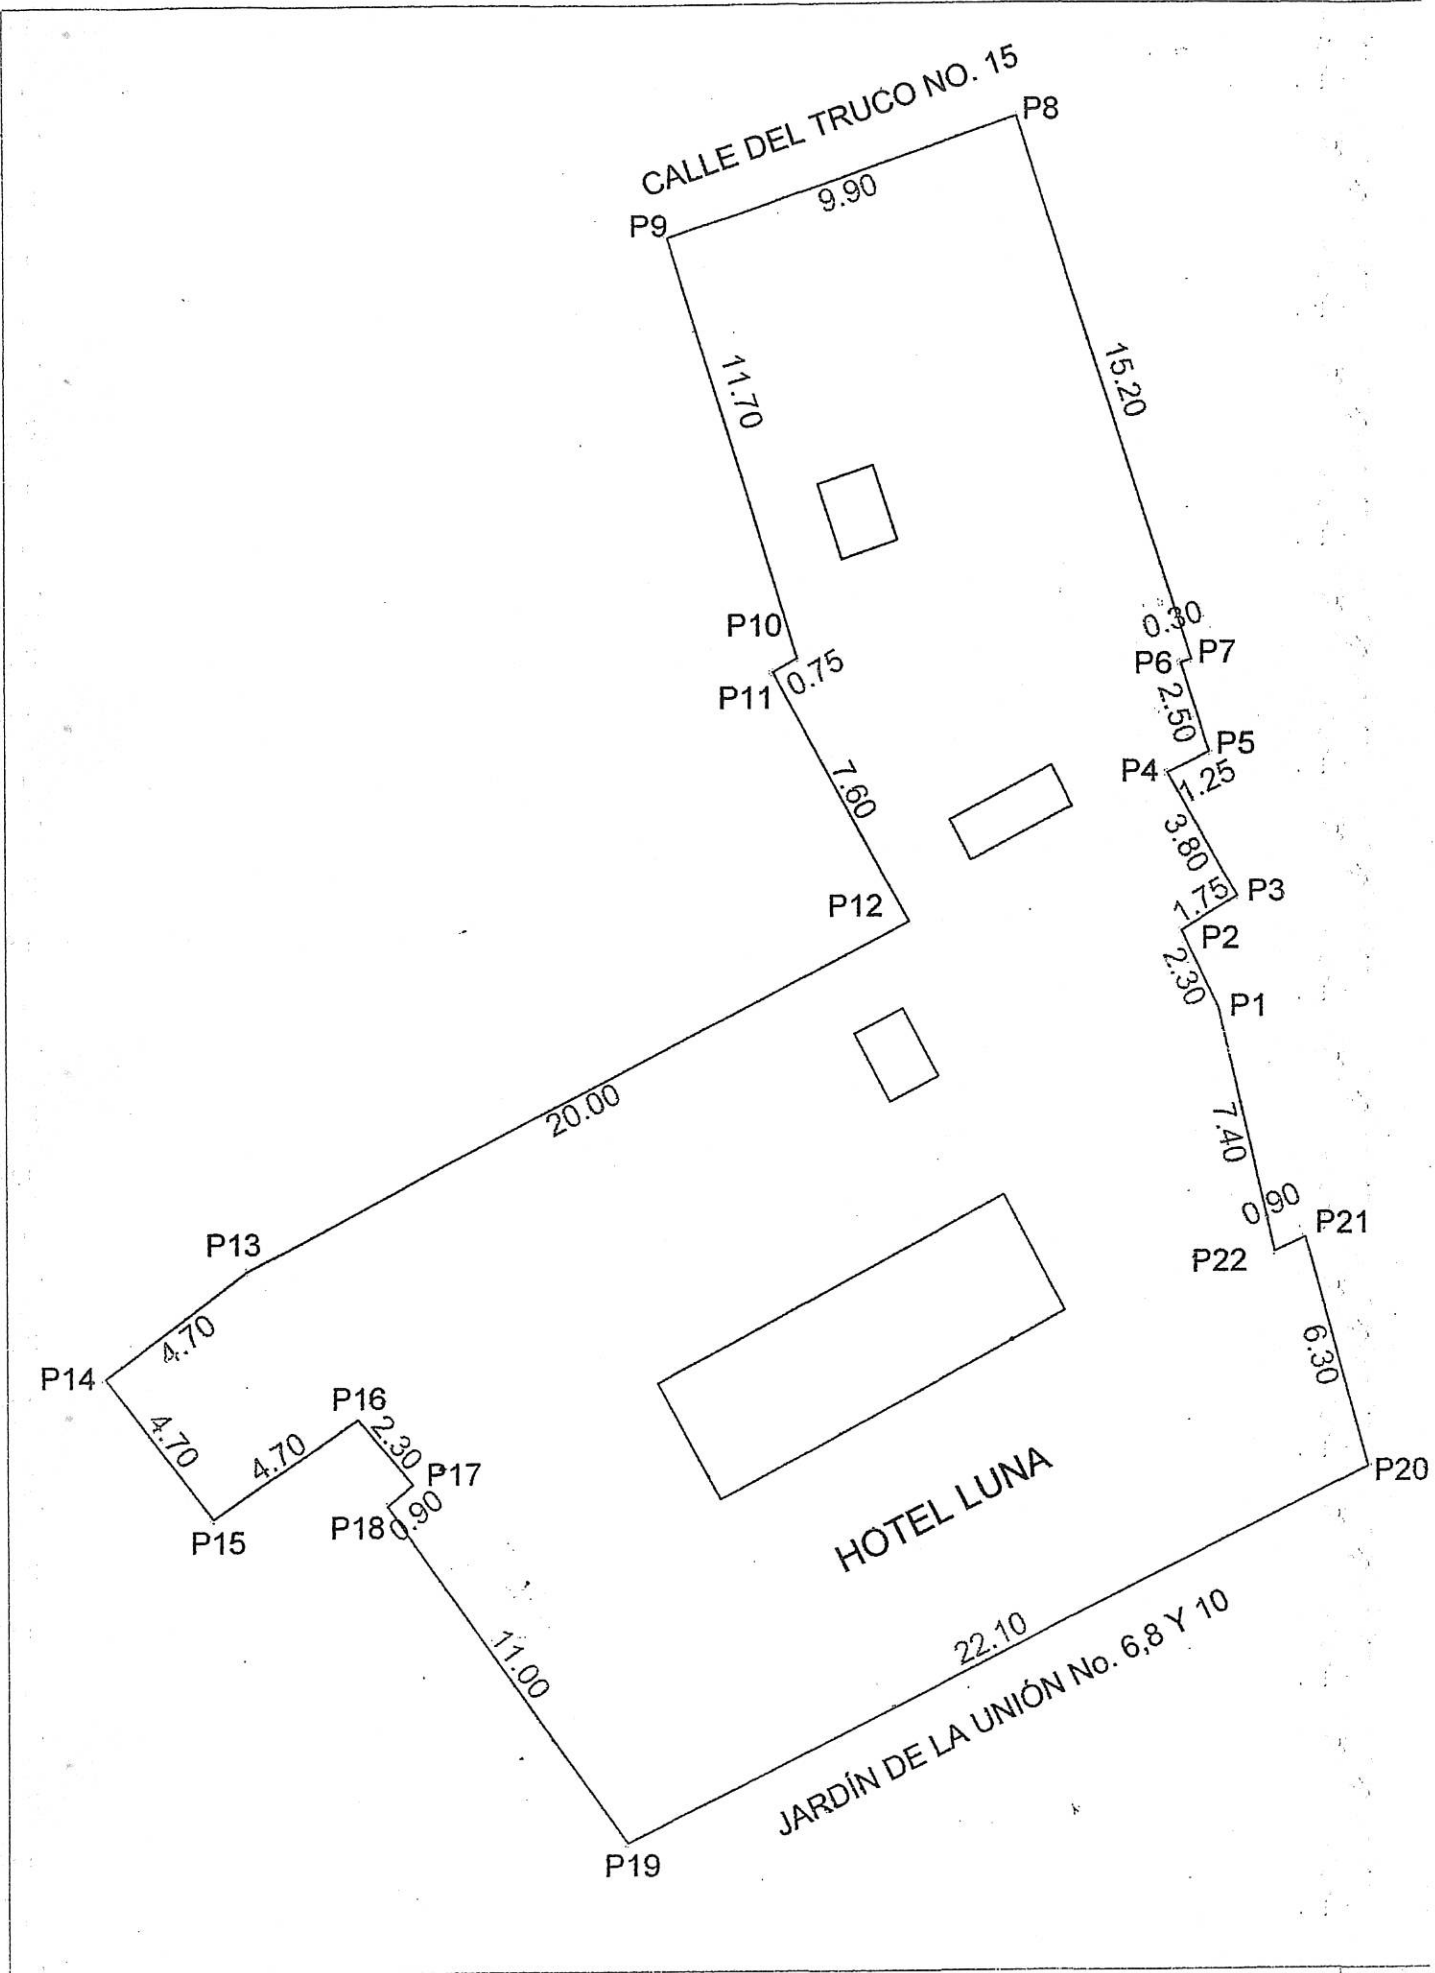 CALLE DEL TRUCO NO. 15
P8
9.90
P9
11.70
15.20
0.30
P10
P7
P6
0.75
P11
2.50
P5
P4
1.25
7.60
3.80
P3
1.75
P12
P2
2.30
P1
20.00
7.40
0.90
P21
P13
P22
4.70
6.30
P14
P16
4.70
2.30
4.70
P17
P20
HOTEL LUNA
P18
0.90
P15
22.10
11.00
JARDÍN DE LA UNIÓN No. 6,8 Y 10
P19